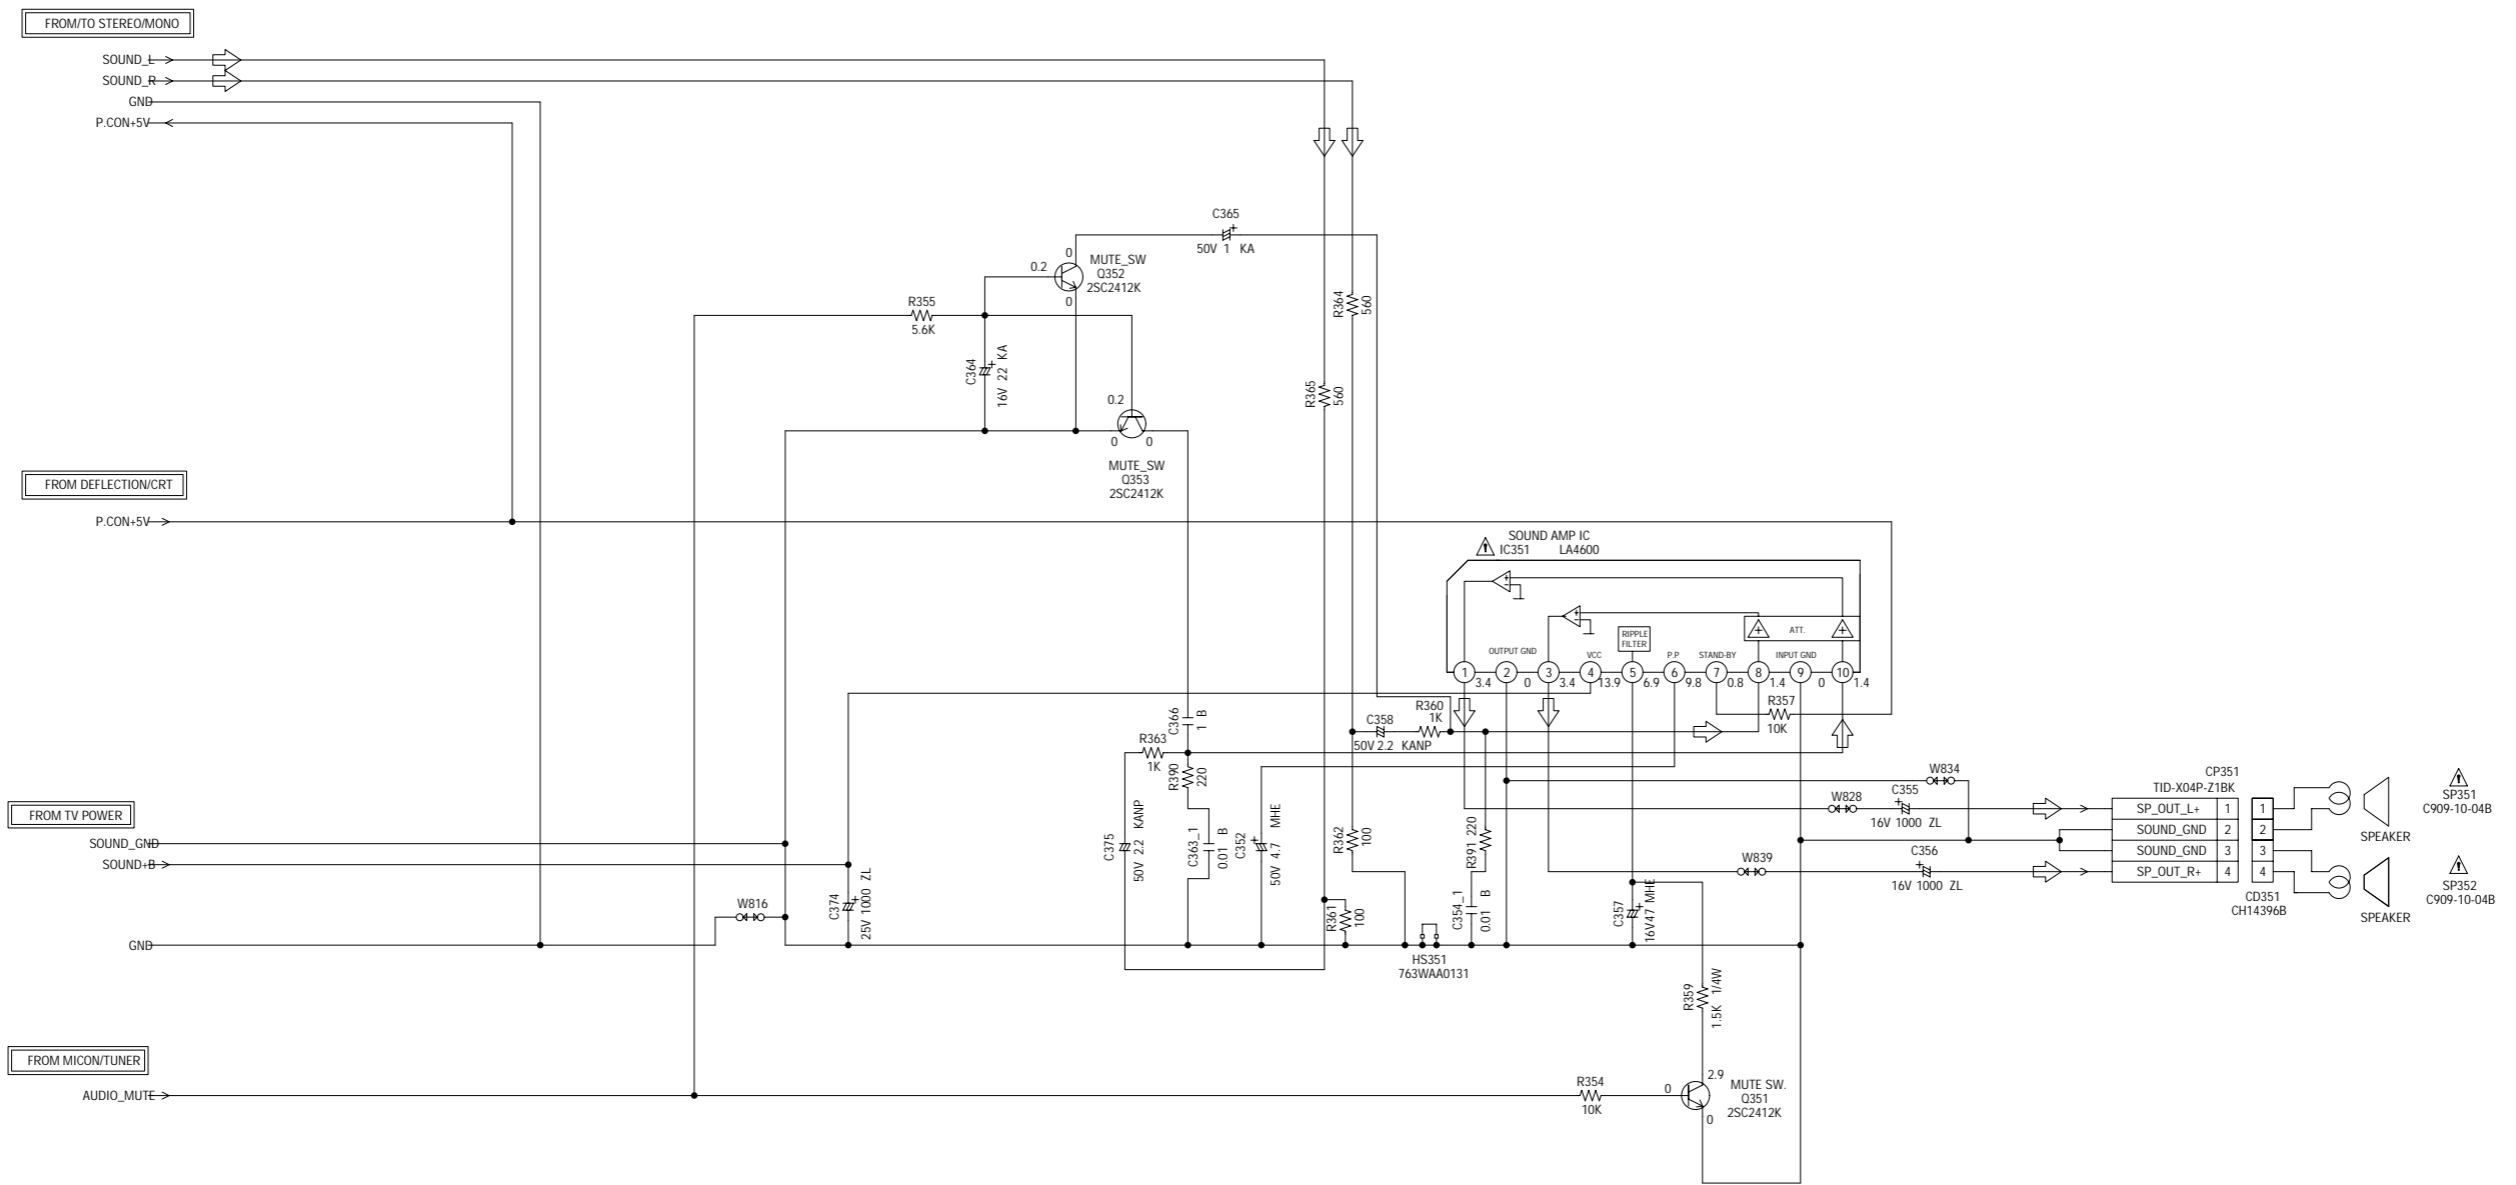 FROM/TO STEREO/MONO
SOUND_L
SOUND_R
GND
P.CON+5V
C365
50V 1 KA
0
0.2
0
MUTE_SW
Q352
2SC2412K
R355
5.6K
C364
16V 22 KA
0.2
0
0
MUTE_SW
Q353
2SC2412K
R364
560
R365
560
FROM DEFLECTION/CRT
P.CON+5V
SOUND AMP IC
IC351 LA4600
ATT.
RIPPLE
FILTER
OUTPUT GND
VCC
P.P
STAND-BY
INPUT GND
1
2
3
4
5
6
7
8
9
10
3.4
0
3.4
13.9
6.9
9.8
0.8
1.4
0
1.4
R357
10K
R360
1K
C358
50V 2.2 KANP
C366
1 B
R363
1K
R390
220
W834
W828
C355
16V 1000 ZL
CP351
TID-X04P-Z1BK
SP_OUT_L+ 1
SOUND_GND 2
SOUND_GND 3
SP_OUT_R+ 4
1
2
3
4
CD351
CH14396B
SPEAKER
SP351
C909-10-04B
SPEAKER
SP352
C909-10-04B
W839
C356
16V 1000 ZL
FROM TV POWER
SOUND_GND
SOUND+B
GND
W816
C374
25V 1000 ZL
C375
50V 2.2 KANP
C363_1
0.01 B
C352
50V 4.7 MHE
R362
100
R361
100
R391 220
C354_1
0.01 B
C357
16V47 MHE
HS351
763WAA0131
R359
1.5K 1/4W
FROM MICON/TUNER
AUDIO_MUTE
R354
10K
0
2.9
0
MUTE SW.
Q351
2SC2412K